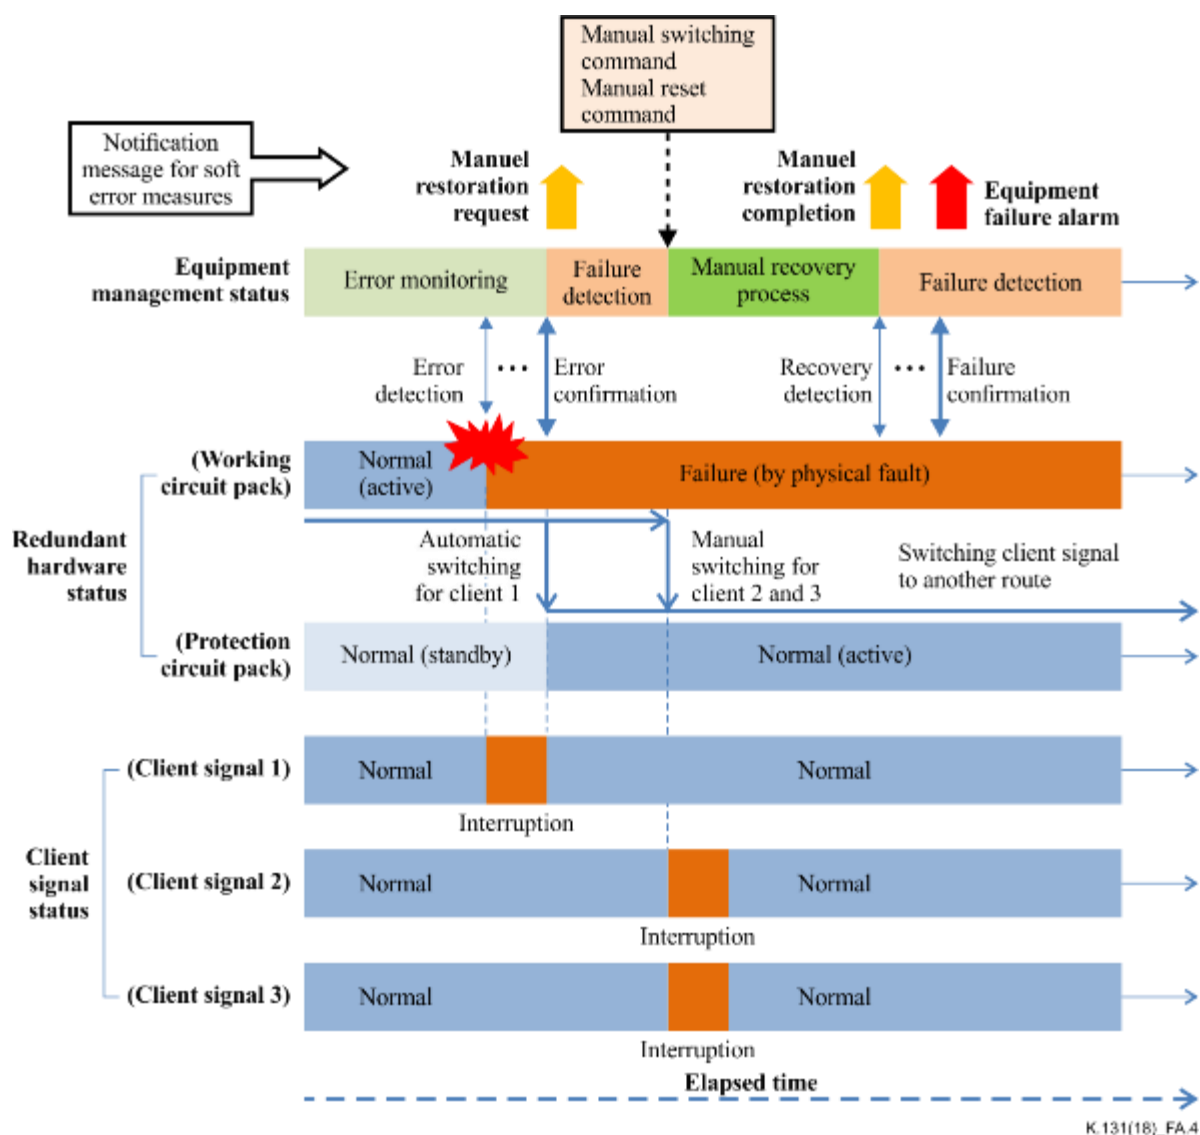 Manual switching
command
Manual reset
command
Notification
message for soft
error measures
Manuel
restoration
request
Manuel
restoration
completion
Equipment
failure alarm
Equipment
management status
Error monitoring
Failure
detection
Manual recovery
process
Failure detection
Error
detection
...
Error
confirmation
Recovery
detection
...
Failure
confirmation
(Working
circuit pack)
Normal
(active)
Failure (by physical fault)
Redundant
hardware
status
Automatic
switching
for client 1
Manual
switching for
client 2 and 3
Switching client signal
to another route
(Protection
circuit pack)
Normal (standby)
Normal (active)
Client
signal
status
(Client signal 1)
Normal
Normal
Interruption
(Client signal 2)
Normal
Normal
Interruption
(Client signal 3)
Normal
Normal
Interruption
Elapsed time
K.131(18)_FA.4